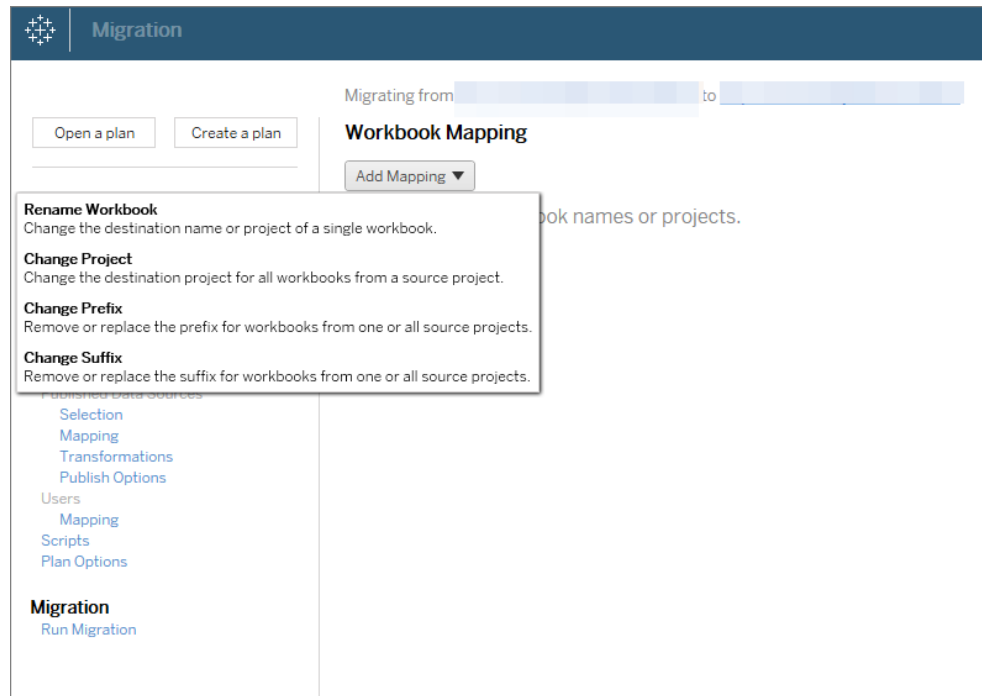 Migration
Migrating from to
Open a plan
Create a plan
Workbook Mapping
Add Mapping ▼
names or projects.
Rename Workbook
Change the destination name or project of a single workbook.
Change Project
Change the destination project for all workbooks from a source project.
Change Prefix
Remove or replace the prefix for workbooks from one or all source projects.
Change Suffix
Remove or replace the suffix for workbooks from one or all source projects.
Published Data Sources
Selection
Mapping
Transformations
Publish Options
Users
Mapping
Scripts
Plan Options
Migration
Run Migration